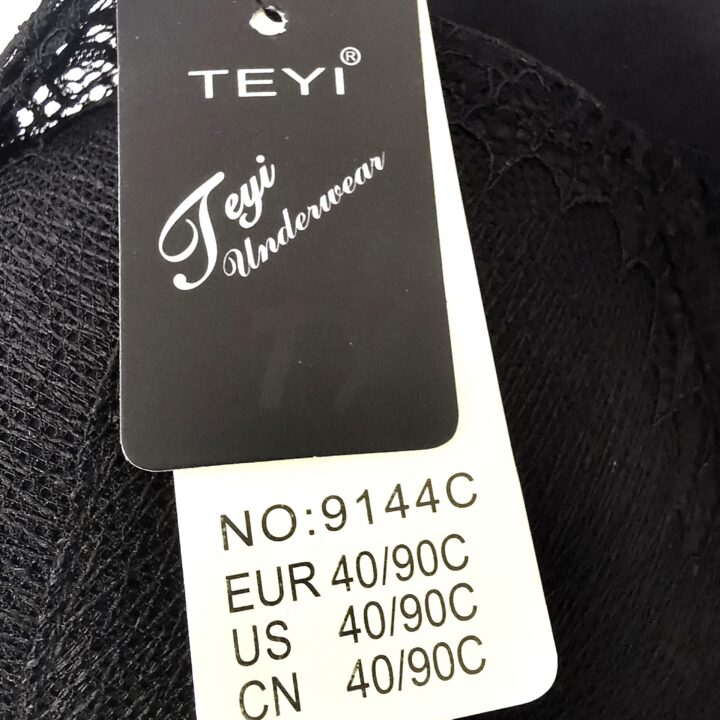 TEYI®
Teyi
Underwear
NO:9144C
EUR 40/90C
US 40/90C
CN 40/90C